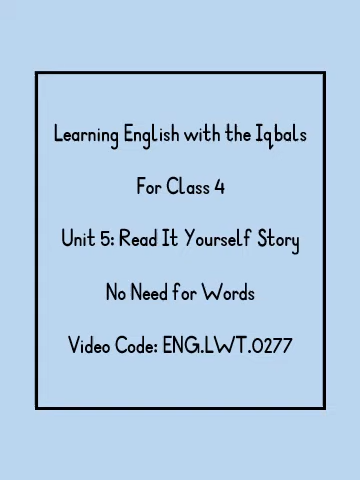 Learning English with the Iqbals
For Class 4
Unit 5: Read It Yourself Story
No Need for Words
Video Code: ENG.LWT.0277